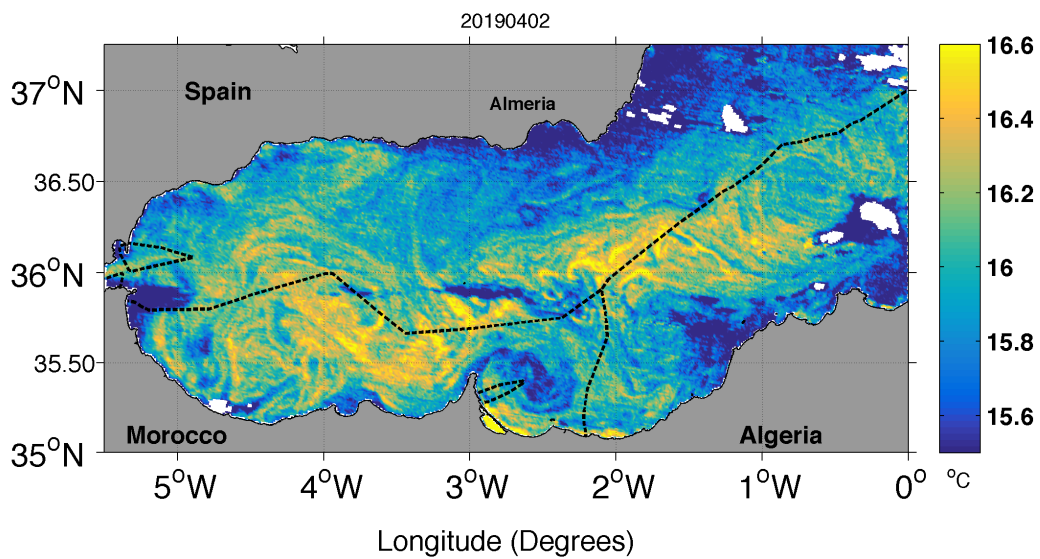 20190402
37°N
36.50
36°N
35.50
35°N
Spain
Almeria
Morocco
Algeria
5°W
4°W
3°W
2°W
1°W
0°
Longitude (Degrees)
16.6
16.4
16.2
16
15.8
15.6
°C